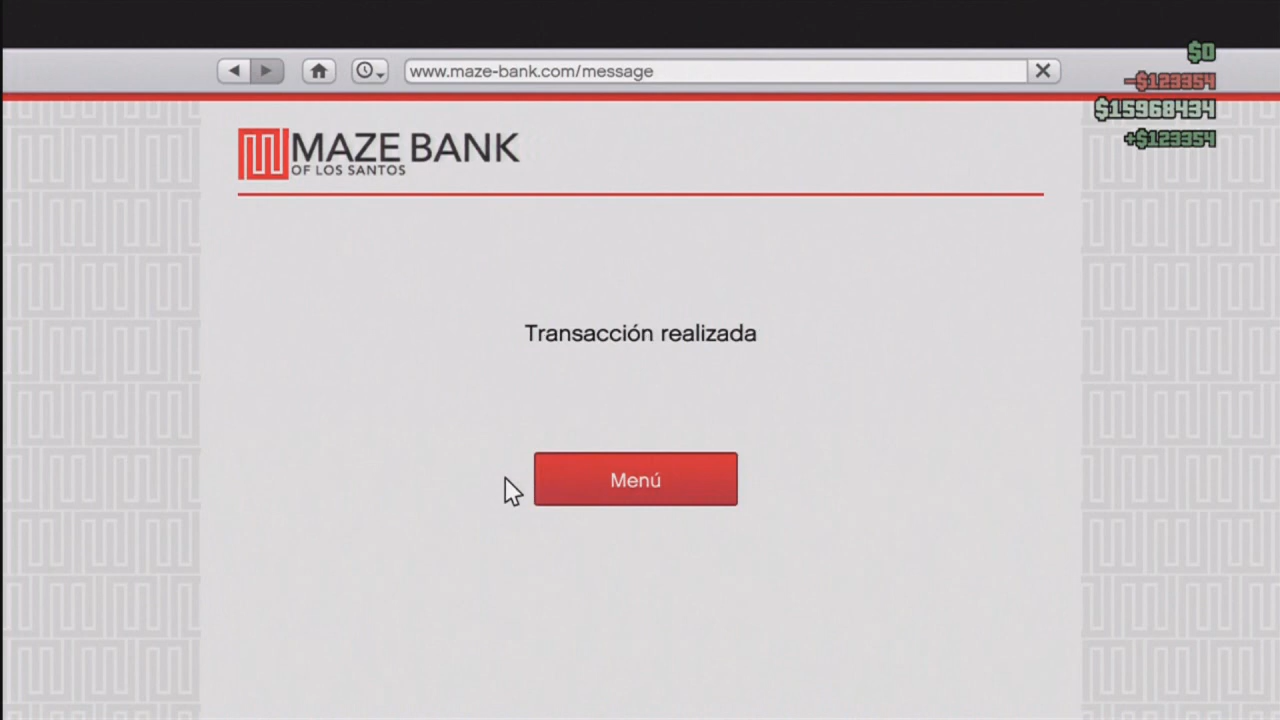 www.maze-bank.com/message
$0
-$123354
$15968434
+$123354
MAZE BANK
OF LOS SANTOS
Transacción realizada
Menú